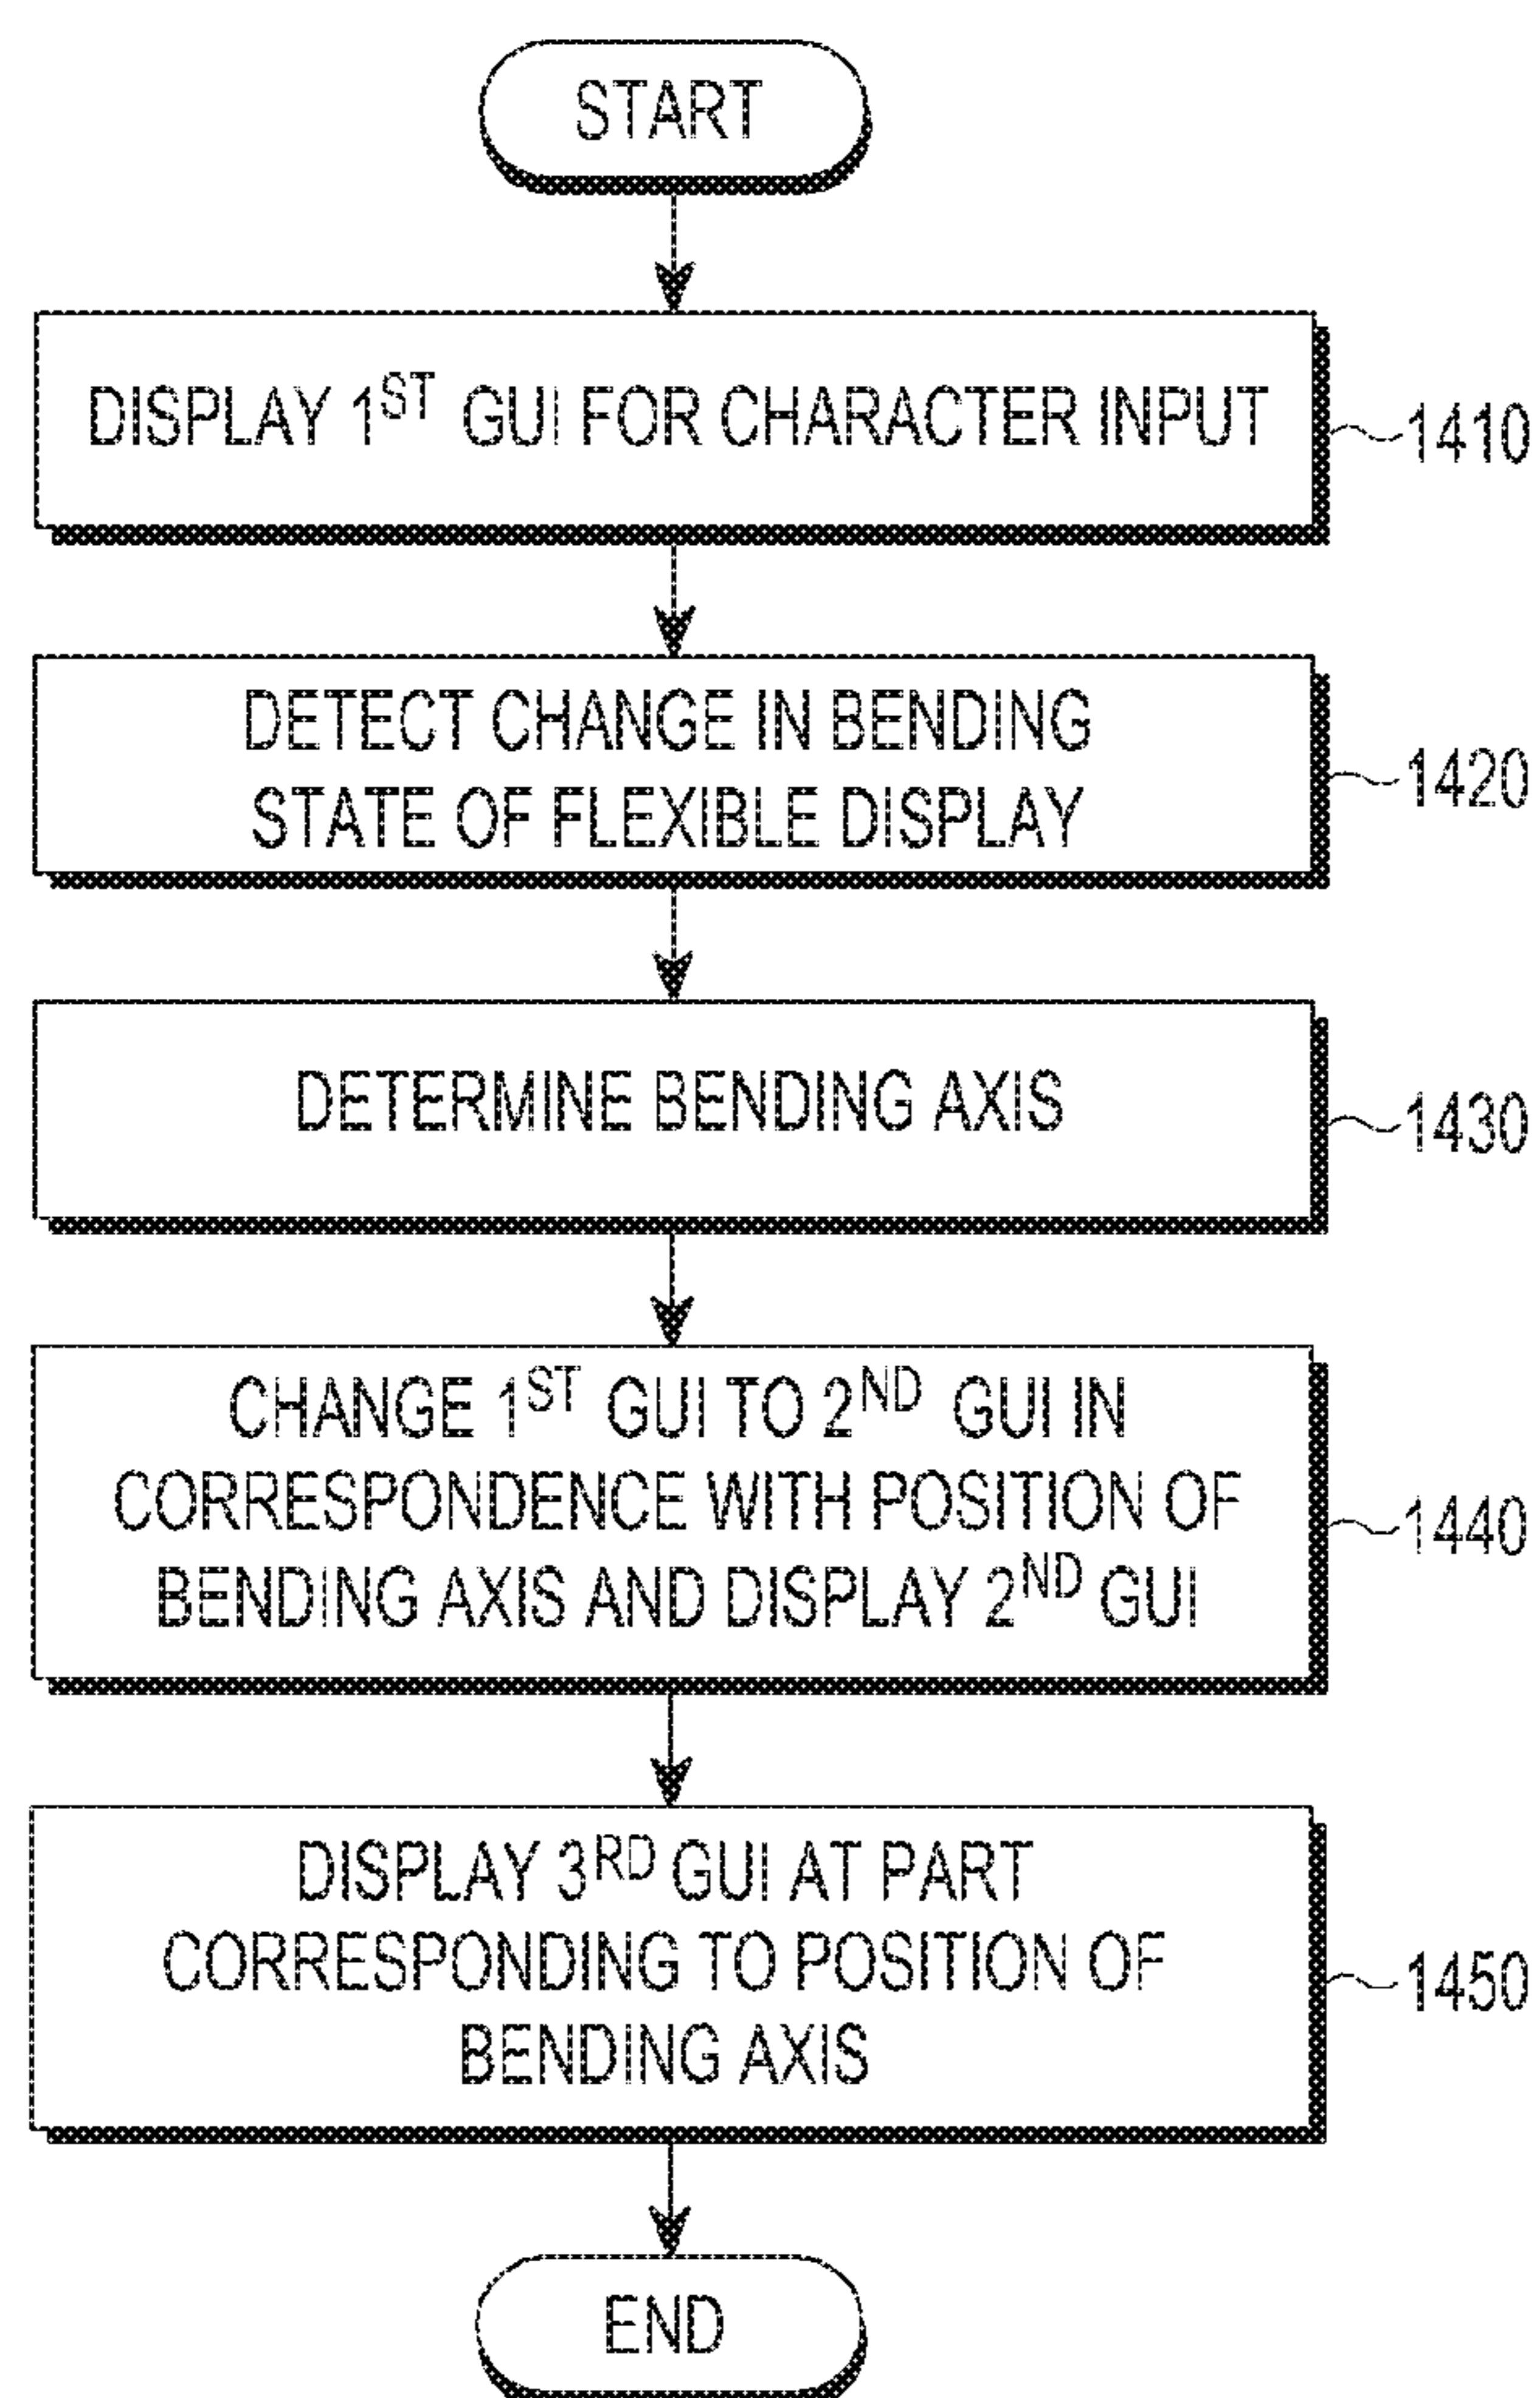 START
DISPLAY 1ST GUI FOR CHARACTER INPUT
1410
DETECT CHANGE IN BENDING
STATE OF FLEXIBLE DISPLAY
1420
DETERMINE BENDING AXIS
1430
CHANGE 1ST GUI TO 2ND GUI IN
CORRESPONDENCE WITH POSITION OF
BENDING AXIS AND DISPLAY 2ND GUI
1440
DISPLAY 3RD GUI AT PART
CORRESPONDING TO POSITION OF
BENDING AXIS
1450
END